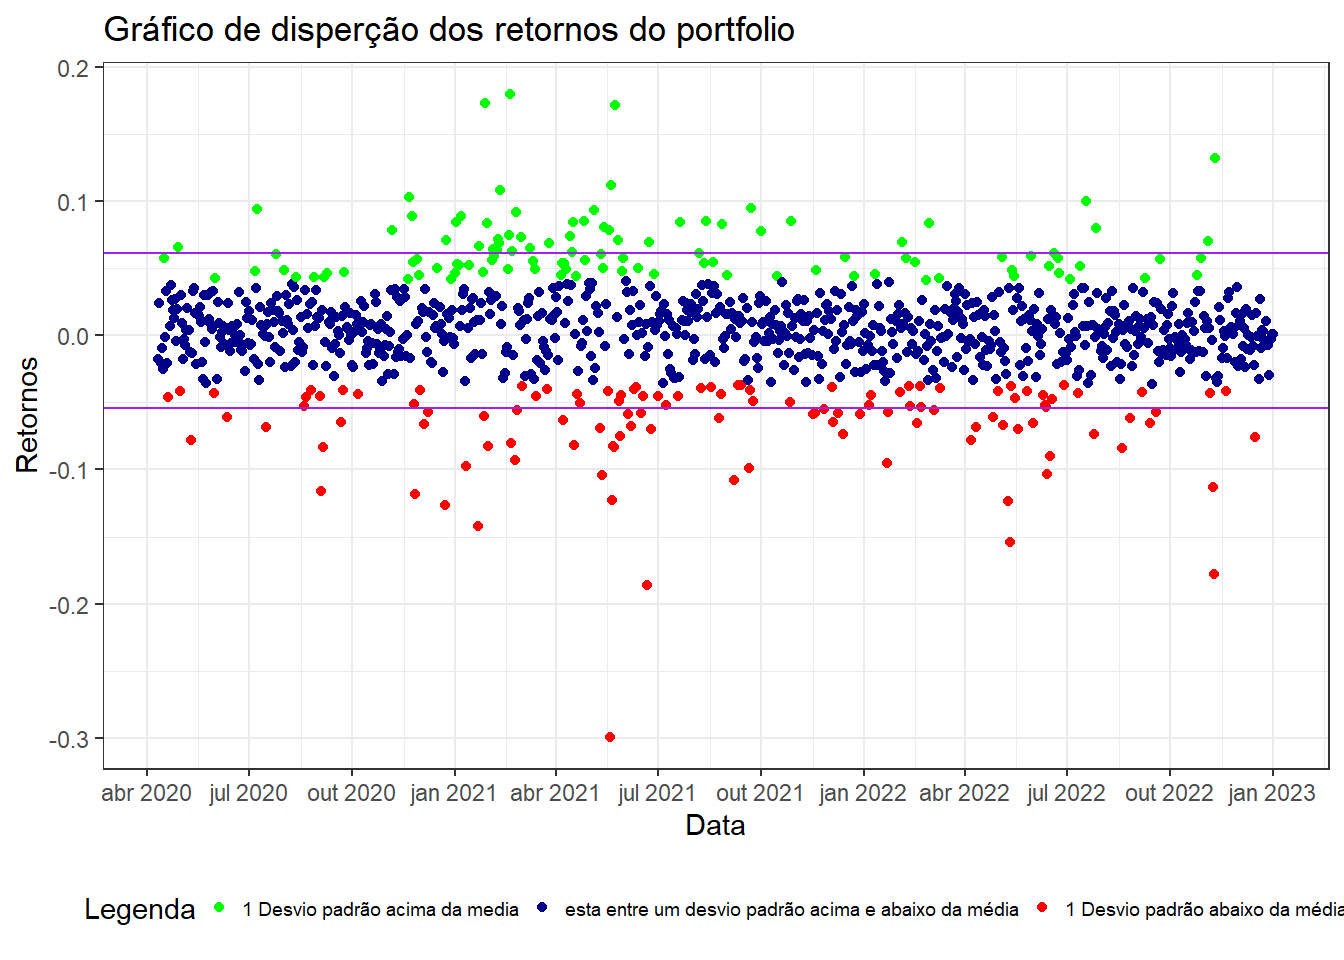 Gráfico de disperção dos retornos do portfolio
0.2
0.1
0.0
-0.1
-0.2
-0.3
Retornos
abr 2020 jul 2020 out 2020 jan 2021 abr 2021 jul 2021 out 2021 jan 2022 abr 2022 jul 2022 out 2022 jan 2023
Data
Legenda 1 Desvio padrão acima da media esta entre um desvio padrão acima e abaixo da média 1 Desvio padrão abaixo da média